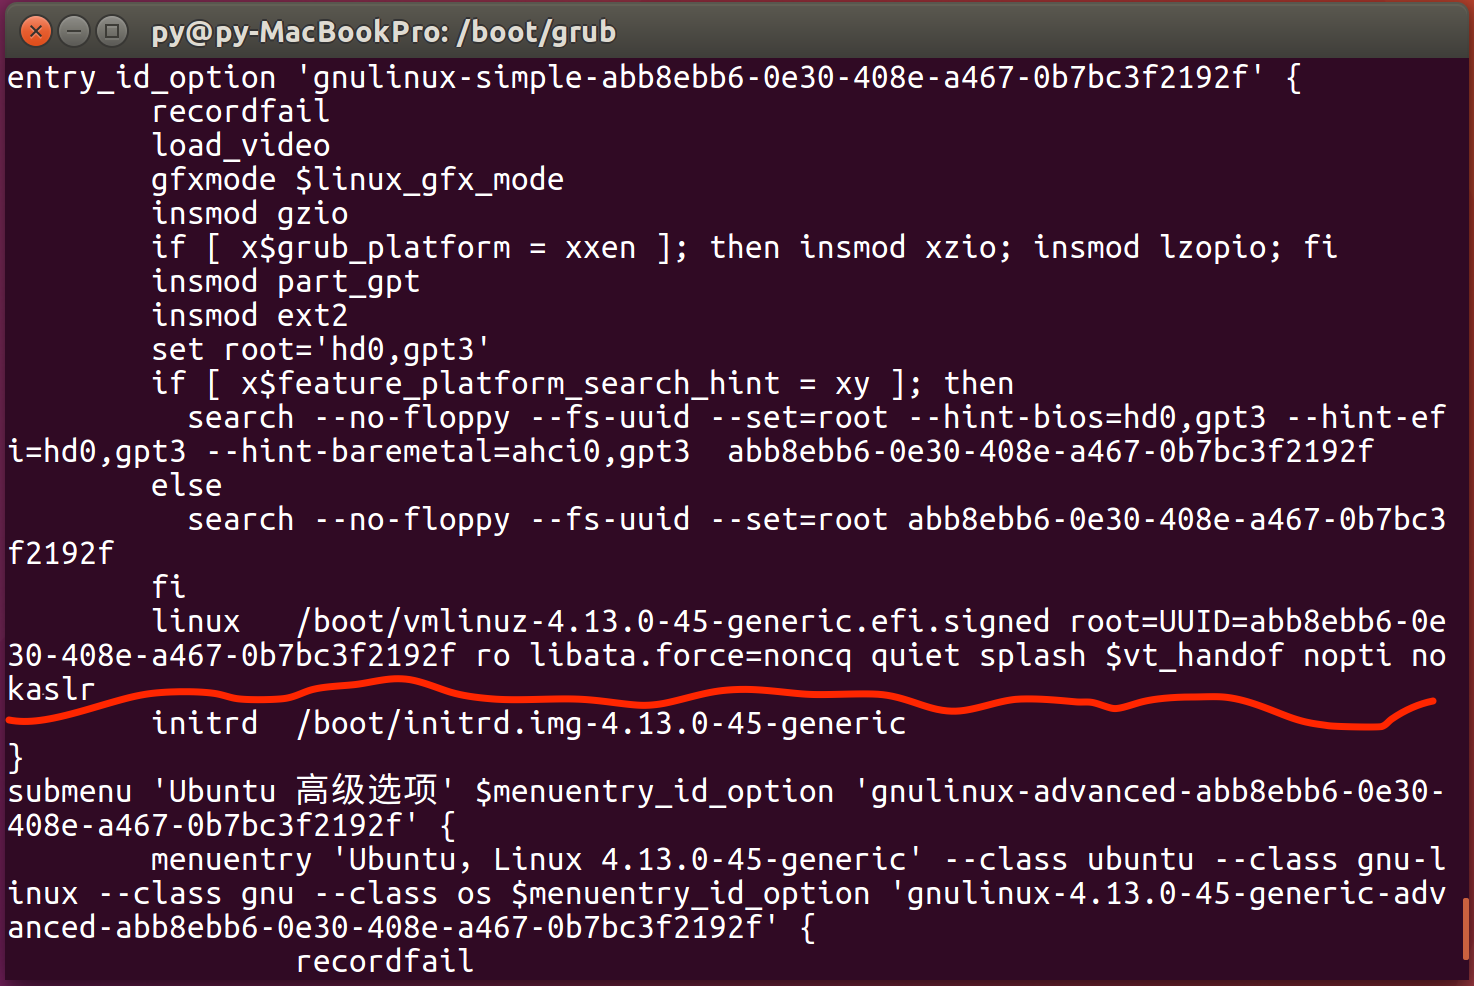 py@py-MacBookPro: /boot/grub
entry_id_option 'gnulinux-simple-abb8ebb6-0e30-408e-a467-0b7bc3f2192f' {
recordfail
load_video
gfxmode $linux_gfx_mode
insmod gzio
if [ x$grub_platform = xxen ]; then insmod xzio; insmod lzopio; fi
insmod part_gpt
insmod ext2
set root='hd0,gpt3'
if [ x$feature_platform_search_hint = xy ]; then
search --no-floppy --fs-uuid --set=root --hint-bios=hd0,gpt3 --hint-ef
i=hd0,gpt3 --hint-baremetal=ahci0,gpt3  abb8ebb6-0e30-408e-a467-0b7bc3f2192f
else
search --no-floppy --fs-uuid --set=root abb8ebb6-0e30-408e-a467-0b7bc3
f2192f
fi
linux   /boot/vmlinuz-4.13.0-45-generic.efi.signed root=UUID=abb8ebb6-0e
30-408e-a467-0b7bc3f2192f ro libata.force=noncq quiet splash $vt_handof nopti no
kaslr
initrd  /boot/initrd.img-4.13.0-45-generic
}
submenu 'Ubuntu 高级选项' $menuentry_id_option 'gnulinux-advanced-abb8ebb6-0e30-
408e-a467-0b7bc3f2192f' {
menuentry 'Ubuntu，Linux 4.13.0-45-generic' --class ubuntu --class gnu-l
inux --class gnu --class os $menuentry_id_option 'gnulinux-4.13.0-45-generic-adv
anced-abb8ebb6-0e30-408e-a467-0b7bc3f2192f' {
recordfail